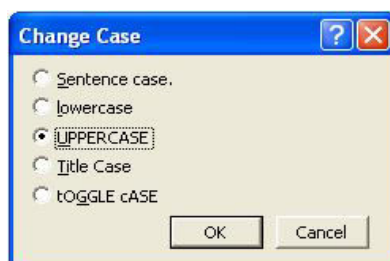 Change Case
Sentence case.
lowercase
UPPERCASE
Title Case
tOGGLE cASE
OK Cancel